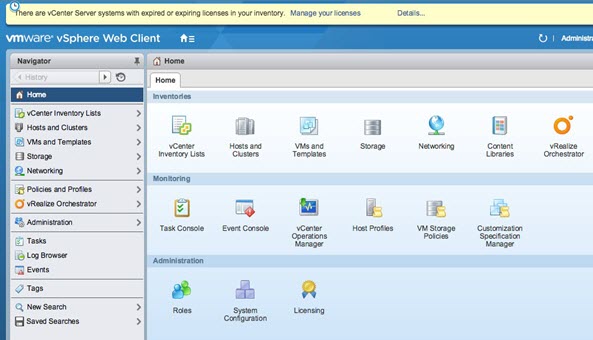 There are vCenter Server systems with expired or expiring licenses in your inventory. Manage your licenses Details...
vmware® vSphere Web Client
Administr
Navigator
History
Home
vCenter Inventory Lists
Hosts and Clusters
VMs and Templates
Storage
Networking
Policies and Profiles
vRealize Orchestrator
Administration
Tasks
Log Browser
Events
Tags
New Search
Saved Searches
Home
Home
Inventories
vCenter Inventory Lists
Hosts and Clusters
VMs and Templates
Storage
Networking
Content Libraries
vRealize Orchestrator
Monitoring
Task Console
Event Console
vCenter Operations Manager
Host Profiles
VM Storage Policies
Customization Specification Manager
Administration
Roles
System Configuration
Licensing